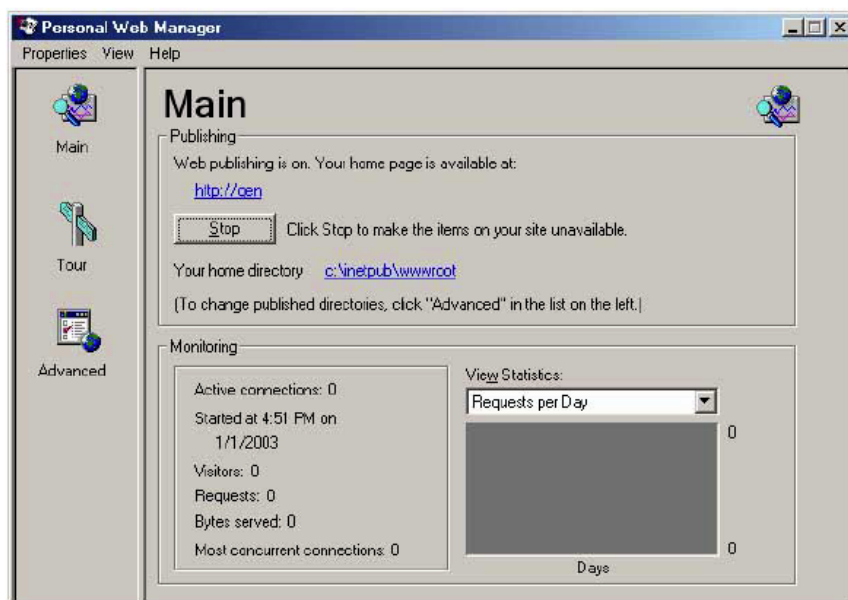 Personal Web Manager
Properties View Help
Main
Tour
Advanced
Main
Publishing
Web publishing is on. Your home page is available at:
http://oen
Stop Click Stop to make the items on your site unavailable.
Your home directory c:\inetpub\wwwroot
(To change published directories, click "Advanced" in the list on the left.)
Monitoring
Active connections: 0
Started at 4:51 PM on
1/1/2003
Visitors: 0
Requests: 0
Bytes served: 0
Most concurrent connections: 0
View Statistics:
Requests per Day
0
0
Days